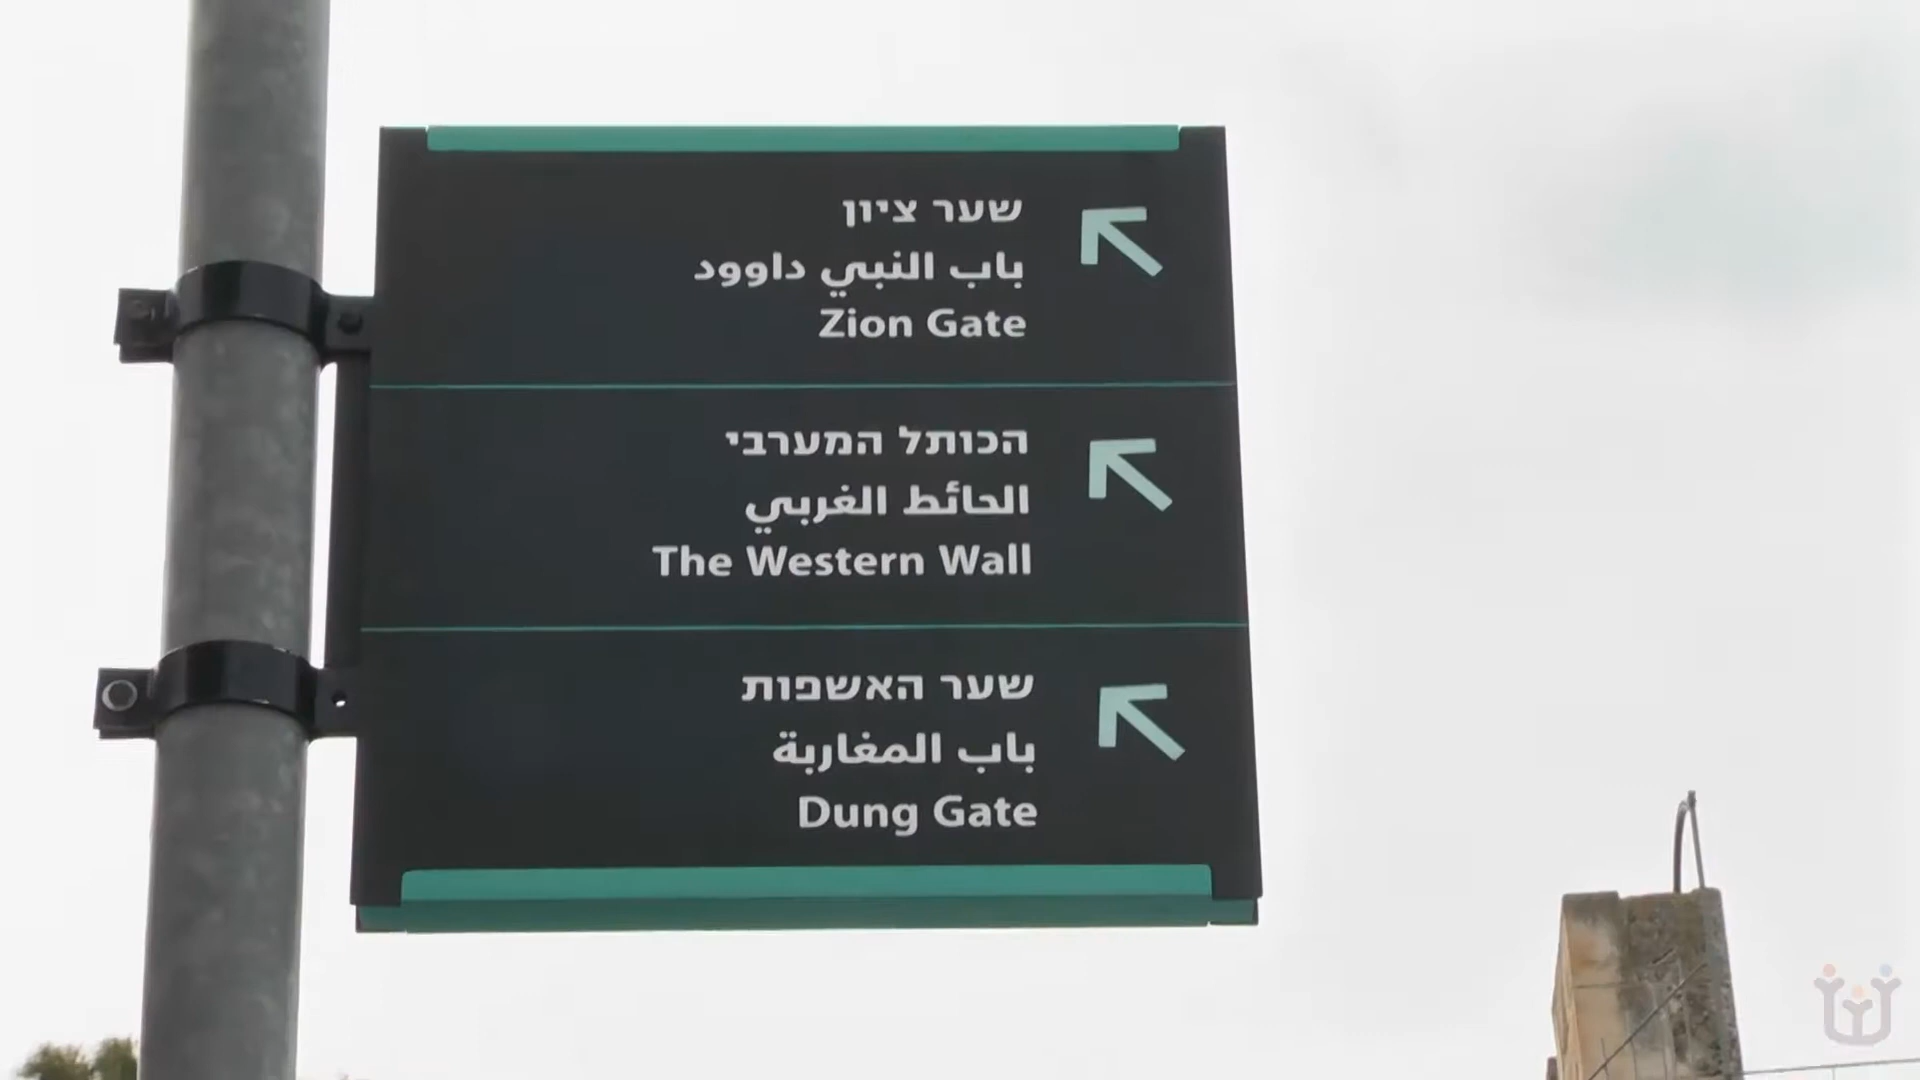 שער ציון
باب النبي داوود
Zion Gate
הכותל המערבי
الحائط الغربي
The Western Wall
שער האשפות
باب المغاربة
Dung Gate